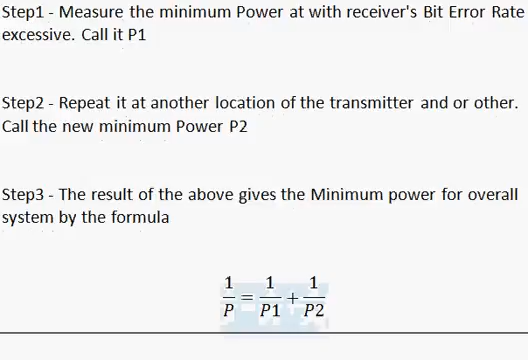 Step1 - Measure the minimum Power at with receiver's Bit Error Rate
excessive. Call it P1
Step2 - Repeat it at another location of the transmitter and or other.
Call the new minimum Power P2
Step3 - The result of the above gives the Minimum power for overall
system by the formula
1/P = 1/P1 + 1/P2